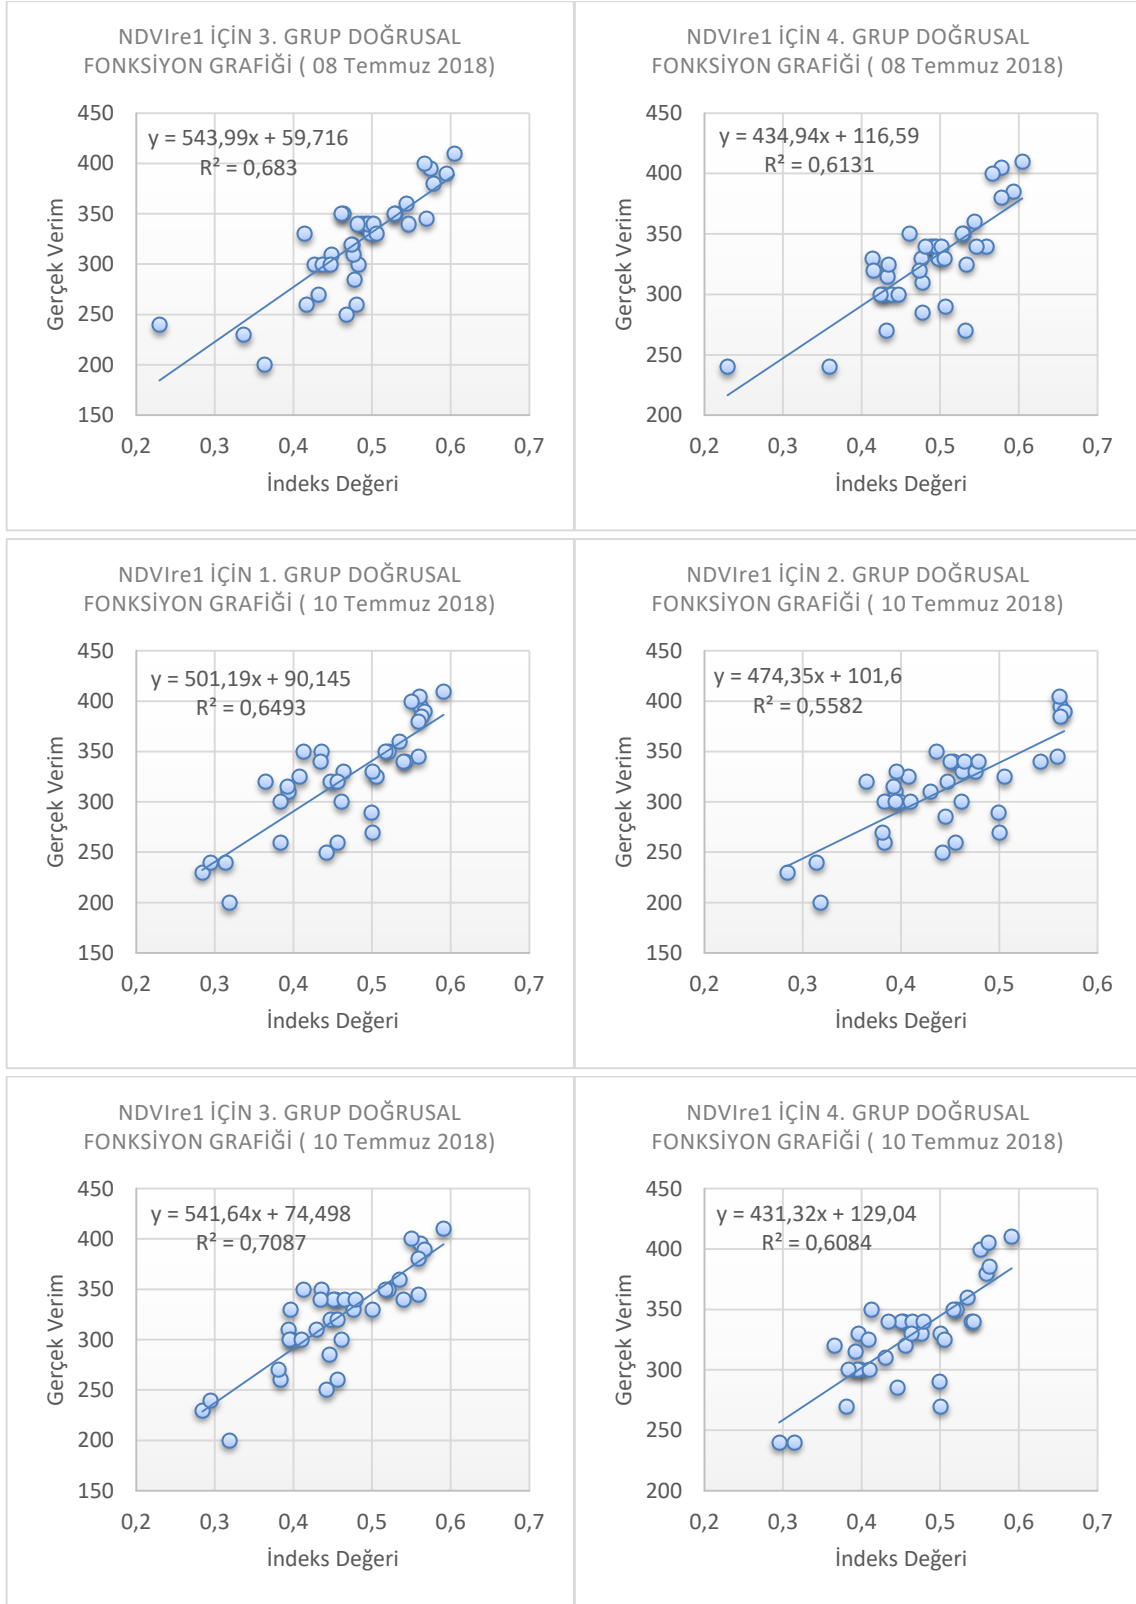 NDVIre1 İÇİN 3. GRUP DOĞRUSAL
FONKSİYON GRAFİĞİ ( 08 Temmuz 2018)
y = 543,99x + 59,716
R² = 0,683
450
400
350
300
250
200
150
0,2 0,3 0,4 0,5 0,6 0,7
Gerçek Verim
İndeks Değeri
NDVIre1 İÇİN 4. GRUP DOĞRUSAL
FONKSİYON GRAFİĞİ ( 08 Temmuz 2018)
y = 434,94x + 116,59
R² = 0,6131
450
400
350
300
250
200
0,2 0,3 0,4 0,5 0,6 0,7
Gerçek Verim
İndeks Değeri
NDVIre1 İÇİN 1. GRUP DOĞRUSAL
FONKSİYON GRAFİĞİ ( 10 Temmuz 2018)
y = 501,19x + 90,145
R² = 0,6493
450
400
350
300
250
200
150
0,2 0,3 0,4 0,5 0,6 0,7
Gerçek Verim
İndeks Değeri
NDVIre1 İÇİN 2. GRUP DOĞRUSAL
FONKSİYON GRAFİĞİ ( 10 Temmuz 2018)
y = 474,35x + 101,6
R² = 0,5582
450
400
350
300
250
200
150
0,2 0,3 0,4 0,5 0,6
Gerçek Verim
İndeks Değeri
NDVIre1 İÇİN 3. GRUP DOĞRUSAL
FONKSİYON GRAFİĞİ ( 10 Temmuz 2018)
y = 541,64x + 74,498
R² = 0,7087
450
400
350
300
250
200
150
0,2 0,3 0,4 0,5 0,6 0,7
Gerçek Verim
İndeks Değeri
NDVIre1 İÇİN 4. GRUP DOĞRUSAL
FONKSİYON GRAFİĞİ ( 10 Temmuz 2018)
y = 431,32x + 129,04
R² = 0,6084
450
400
350
300
250
200
0,2 0,3 0,4 0,5 0,6 0,7
Gerçek Verim
İndeks Değeri